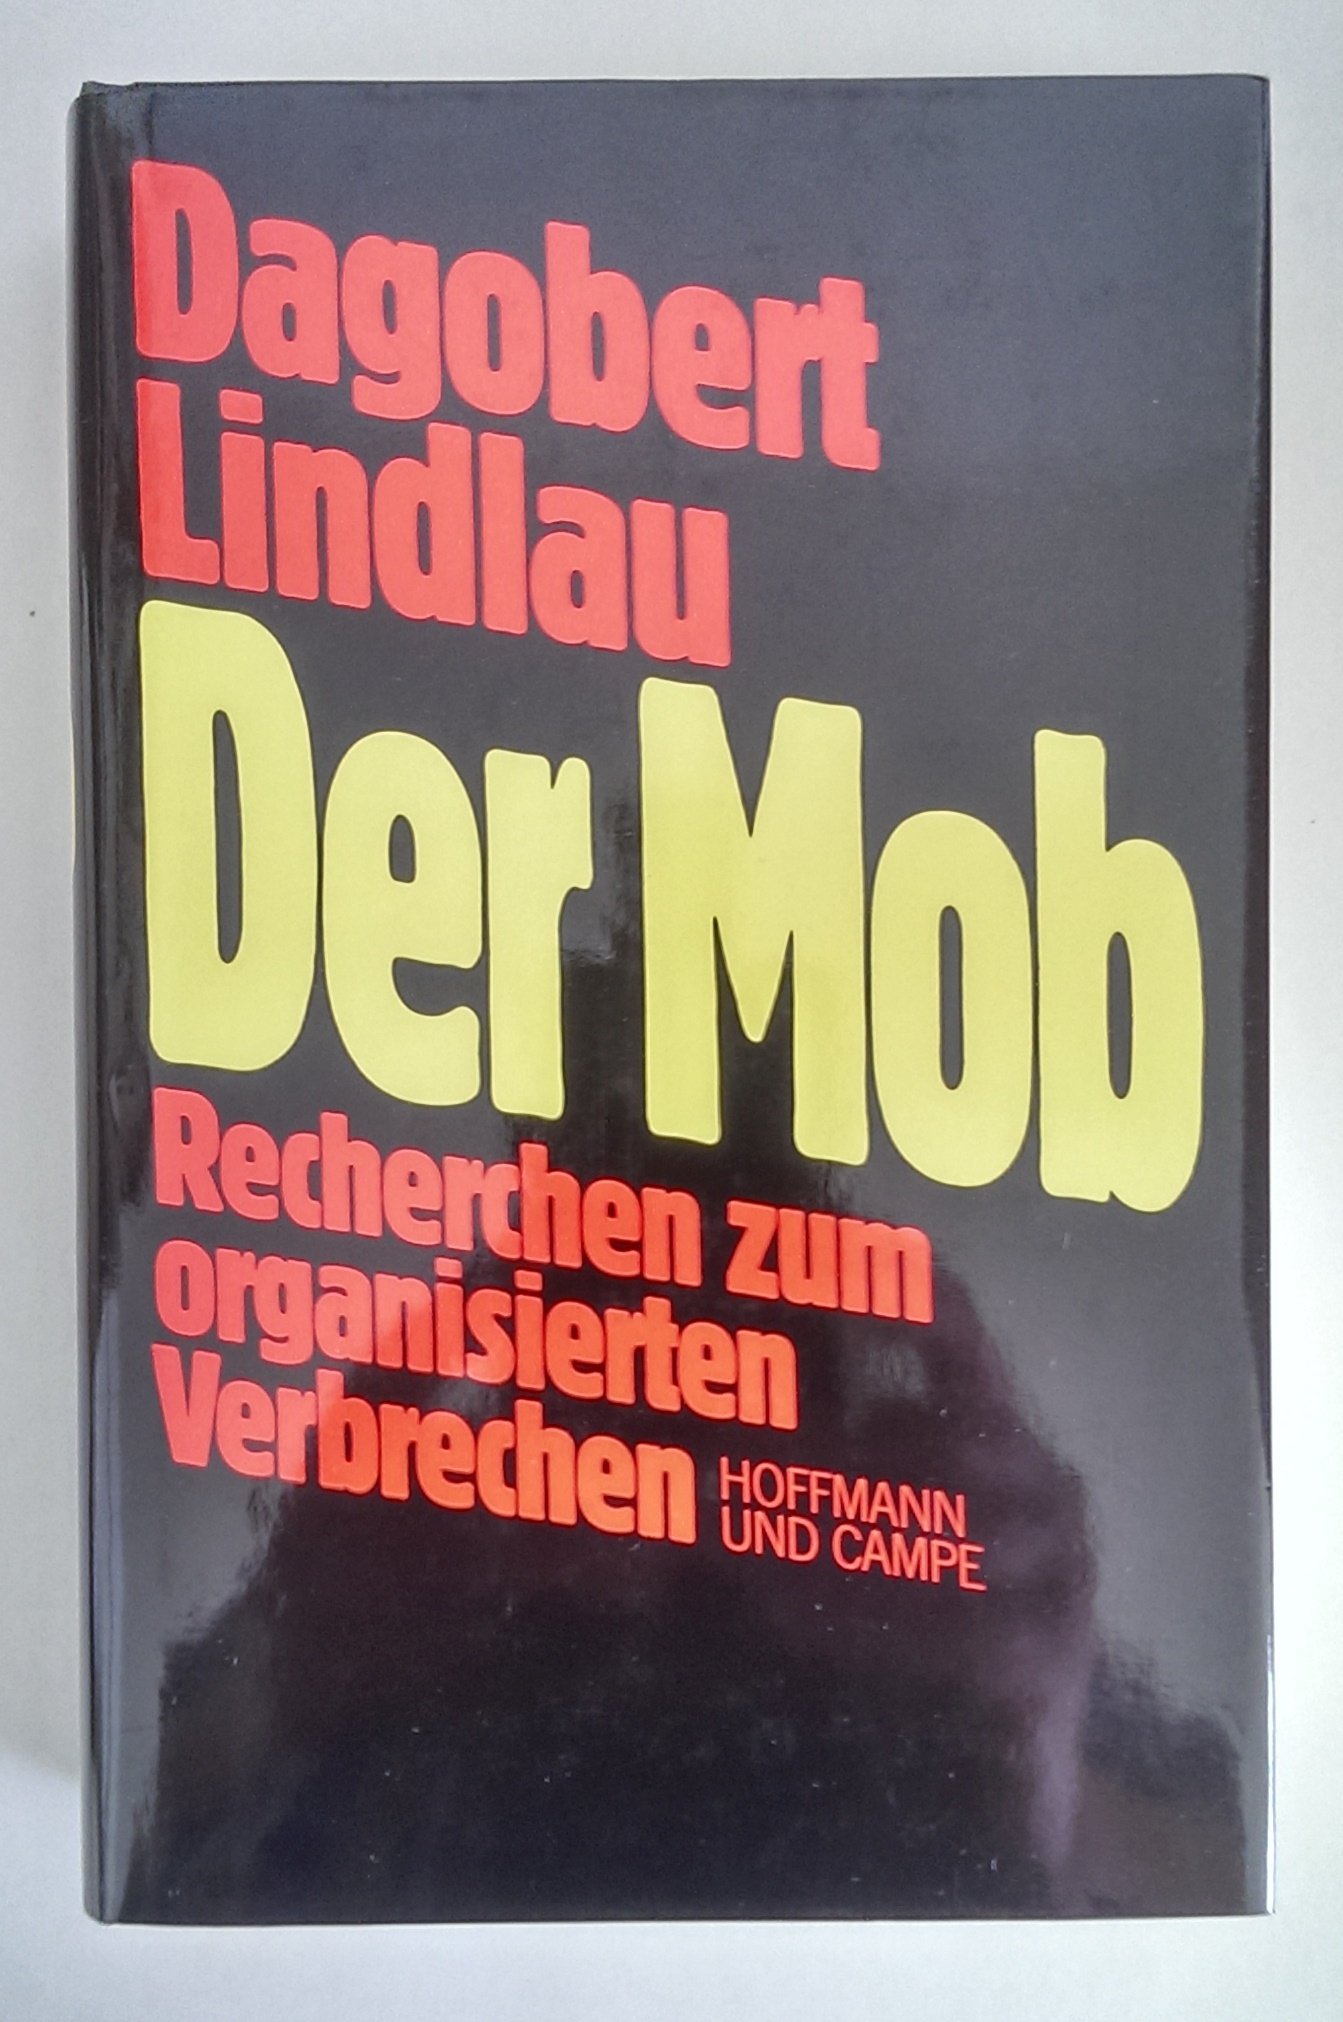 Dagobert
Lindlau
Der Mob
Recherchen zum
organisierten
Verbrechen
HOFFMANN
UND CAMPE